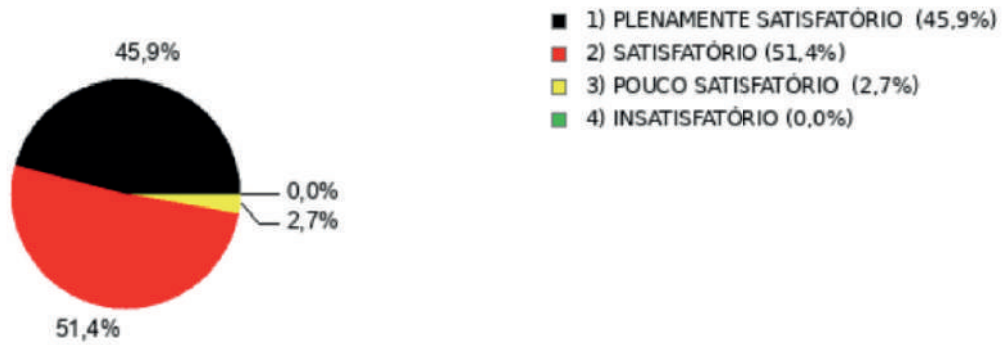 45,9%
0,0%
2,7%
51,4%
1) PLENAMENTE SATISFATÓRIO (45,9%)
2) SATISFATÓRIO (51,4%)
3) POUCO SATISFATÓRIO (2,7%)
4) INSATISFATÓRIO (0,0%)